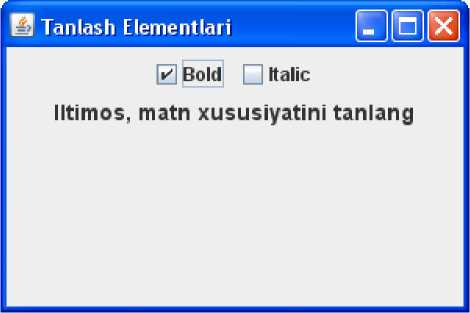 Tanlash Elementlari
Bold Italic
Iltimos, matn xususiyatini tanlang